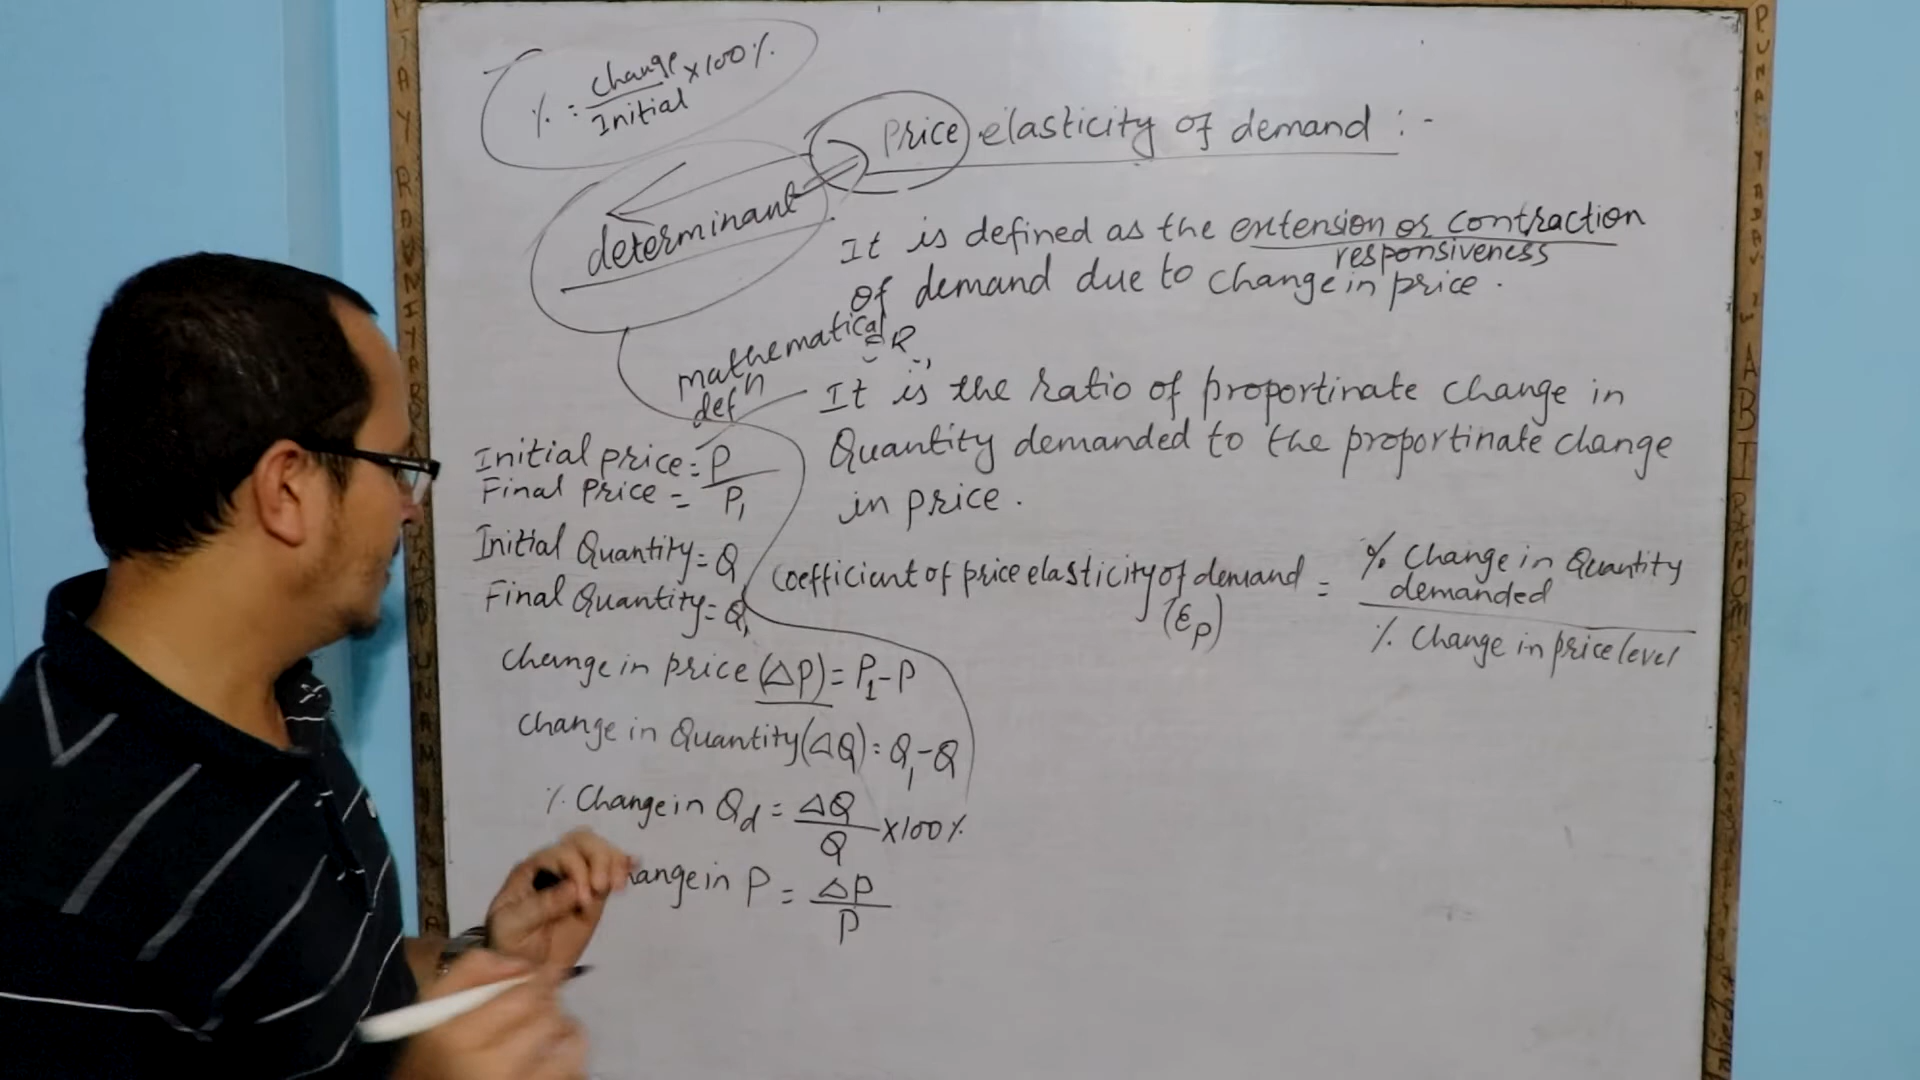 % = change/Initial ×100%
Price elasticity of demand :-
determinant
It is defined as the extension or contraction
responsiveness
of demand due to change in price.
OR
mathematical
defⁿ
It is the ratio of proportinate change in
Quantity demanded to the proportinate change
in price.
Initial price = P
Final price = P₁
Initial Quantity = Q
Final Quantity = Q₁
Coefficient of price elasticity of demand = % Change in Quantity demanded / % Change in price level
(Ep)
change in price (ΔP) = P₁-P
change in Quantity (ΔQ) = Q₁-Q
% Change in Qd = ΔQ/Q ×100%
hange in P = ΔP/P